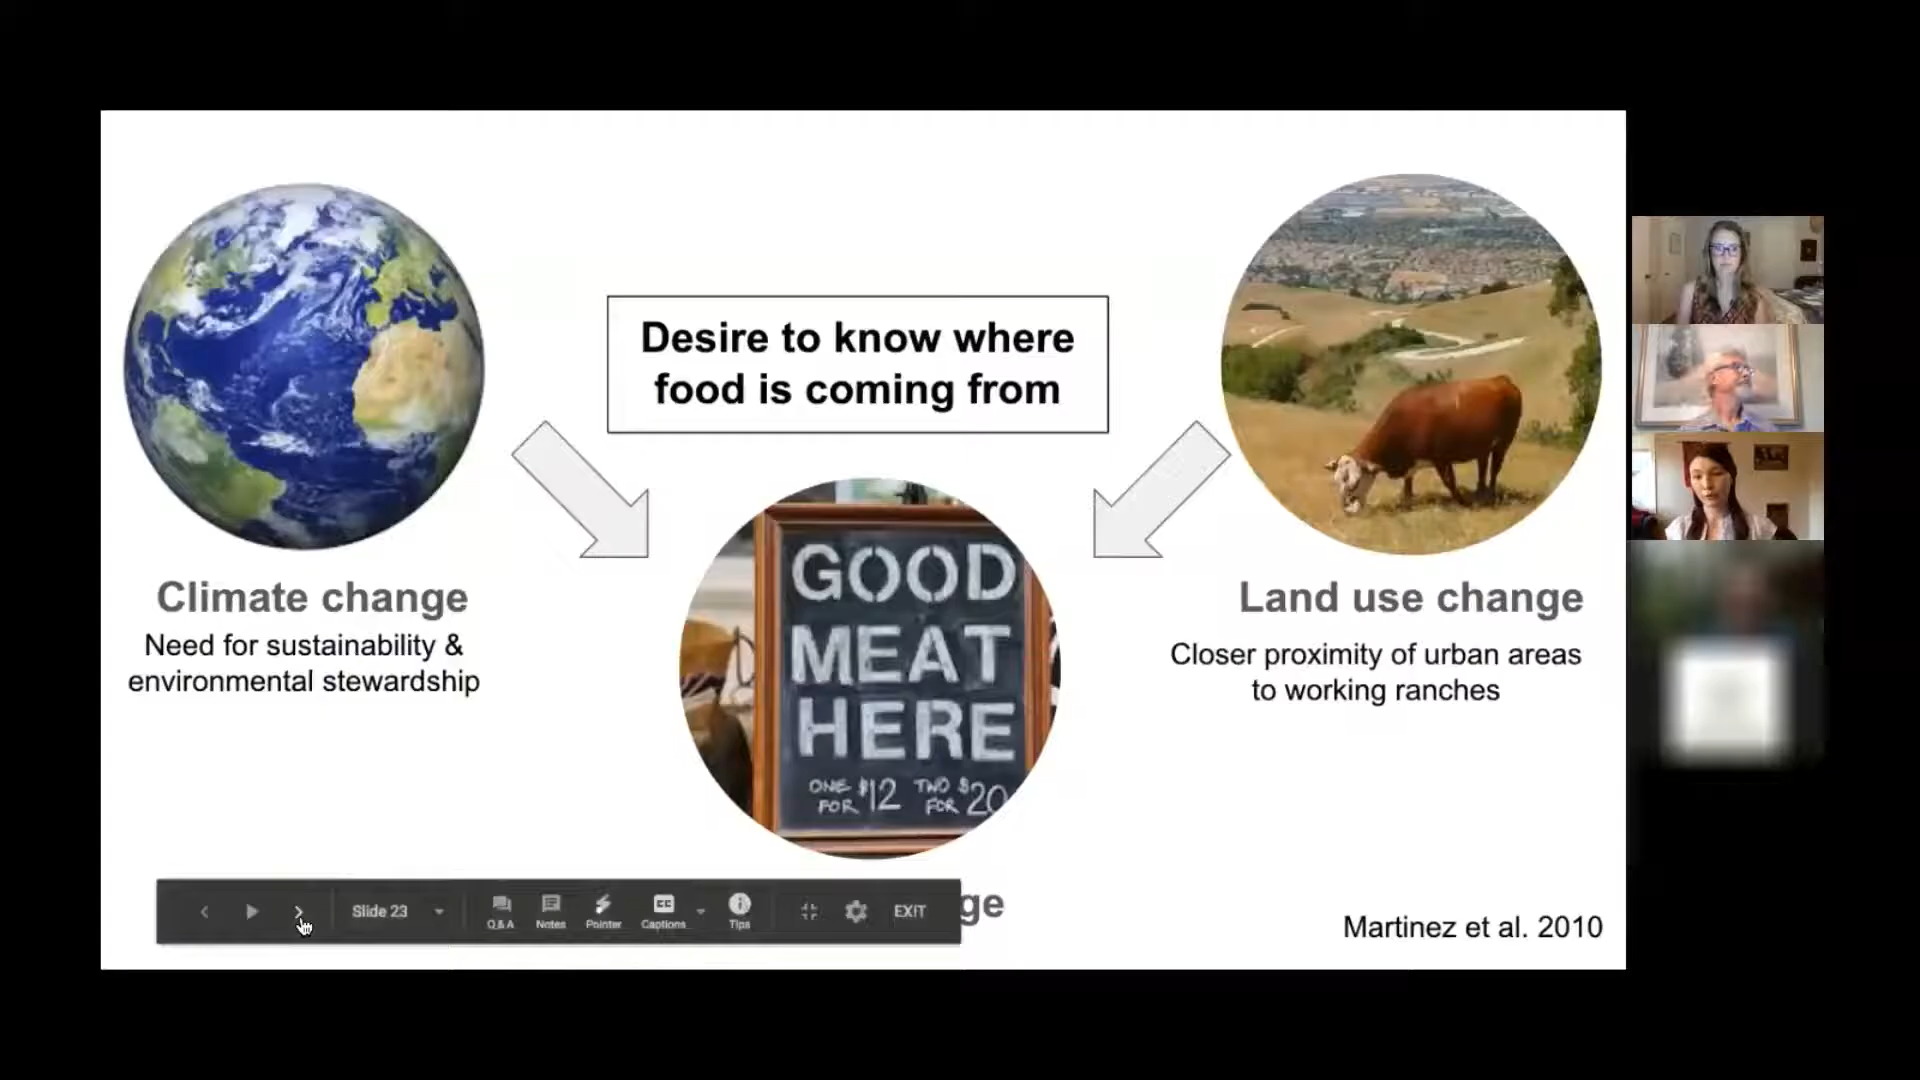 Desire to know where
food is coming from
Climate change
Need for sustainability &
environmental stewardship
GOOD
MEAT
HERE
ONE FOR $12 TWO FOR $20
Land use change
Closer proximity of urban areas
to working ranches
Slide 23
Q&A
Notes
Pointer
Captions
Tips
EXIT
ge
Martinez et al. 2010